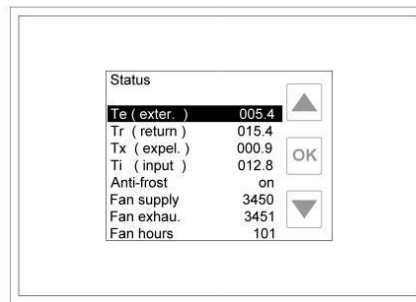 Status
Te ( exter. ) 005.4
Tr ( return ) 015.4
Tx ( expel. ) 000.9
Ti ( input ) 012.8
Anti-frost on
Fan supply 3450
Fan exhau. 3451
Fan hours 101
OK